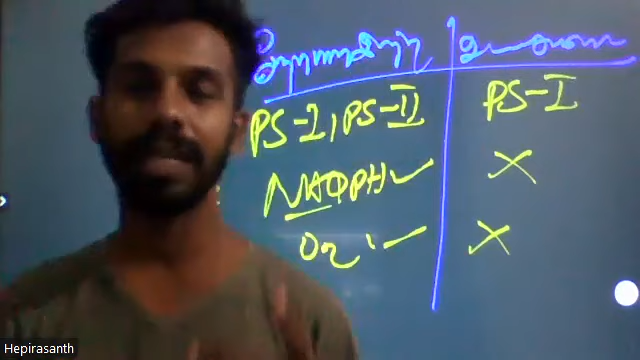 PS-I, PS-II PS-I
NADPH ✓ ✗
O₂ ✓ ✗
Hepirasanth